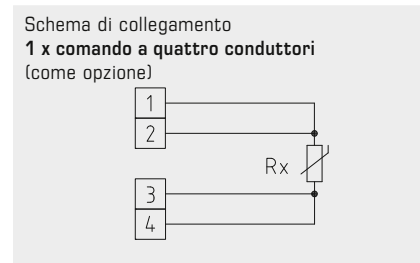 Schema di collegamento
1 x comando a quattro conduttori
(come opzione)
1
2
Rx
3
4